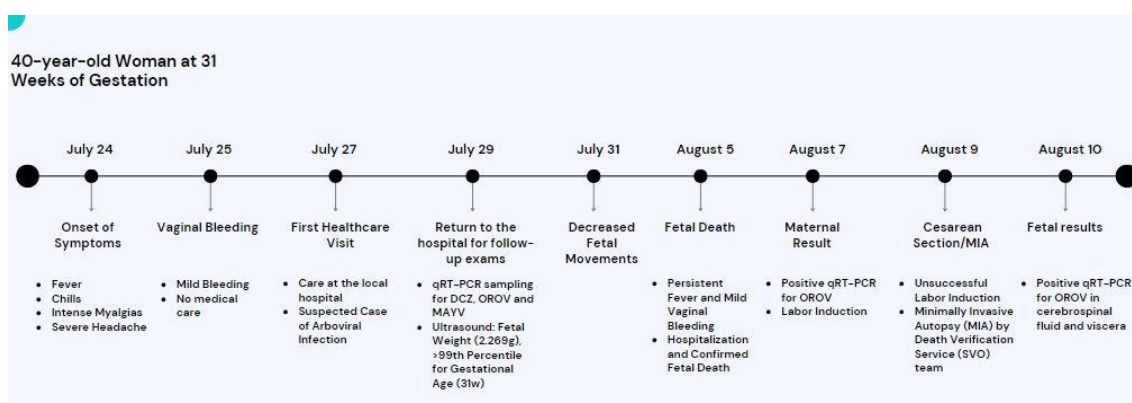 40-year-old Woman at 31
Weeks of Gestation
July 24
July 25
July 27
July 29
July 31
August 5
August 7
August 9
August 10
Onset of
Symptoms
• Fever
• Chills
• Intense Myalgias
• Severe Headache
Vaginal Bleeding
• Mild Bleeding
• No medical
care
First Healthcare
Visit
• Care at the local
hospital
• Suspected Case
of Arboviral
Infection
Return to the
hospital for follow-
up exams
• qRT-PCR sampling
for DCZ, OROV and
MAYV
• Ultrasound: Fetal
Weight (2.269g),
>99th Percentile
for Gestational
Age (31w)
Decreased
Fetal
Movements
Fetal Death
• Persistent
Fever and Mild
Vaginal
Bleeding
• Hospitalization
and Confirmed
Fetal Death
Maternal
Result
• Positive qRT-PCR
for OROV
• Labor Induction
Cesarean
Section/MIA
• Unsuccessful
Labor Induction
• Minimally Invasive
Autopsy (MIA) by
Death Verification
Service (SVO)
team
Fetal results
• Positive qRT-PCR
for OROV in
cerebrospinal
fluid and viscera